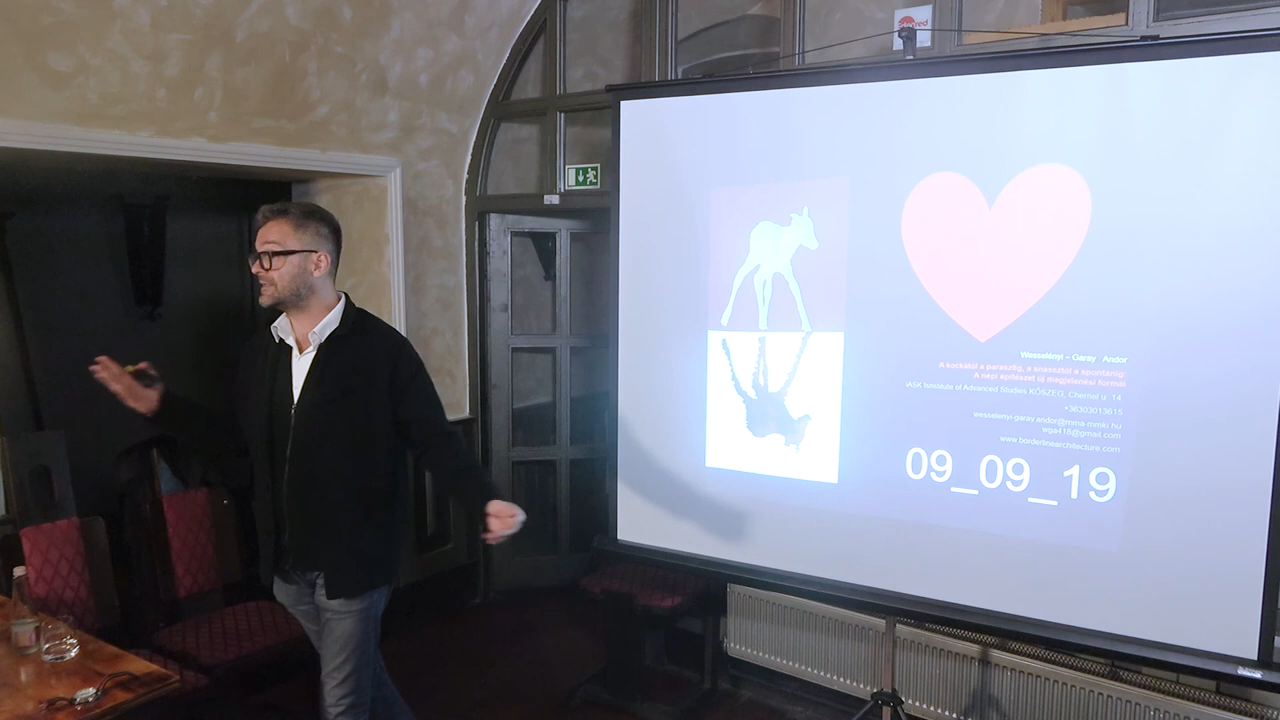 Wesselényi – Garay Andor
A kockától a parasztig, a snassztól a spontánig:
A népi építészet új megjelenési formái
iASK Institute of Advanced Studies KŐSZEG, Chernel u. 14
+36303013615
wesselenyi-garay.andor@mma-mmki.hu
wga418@gmail.com
www.borderlinearchitecture.com
09_09_19